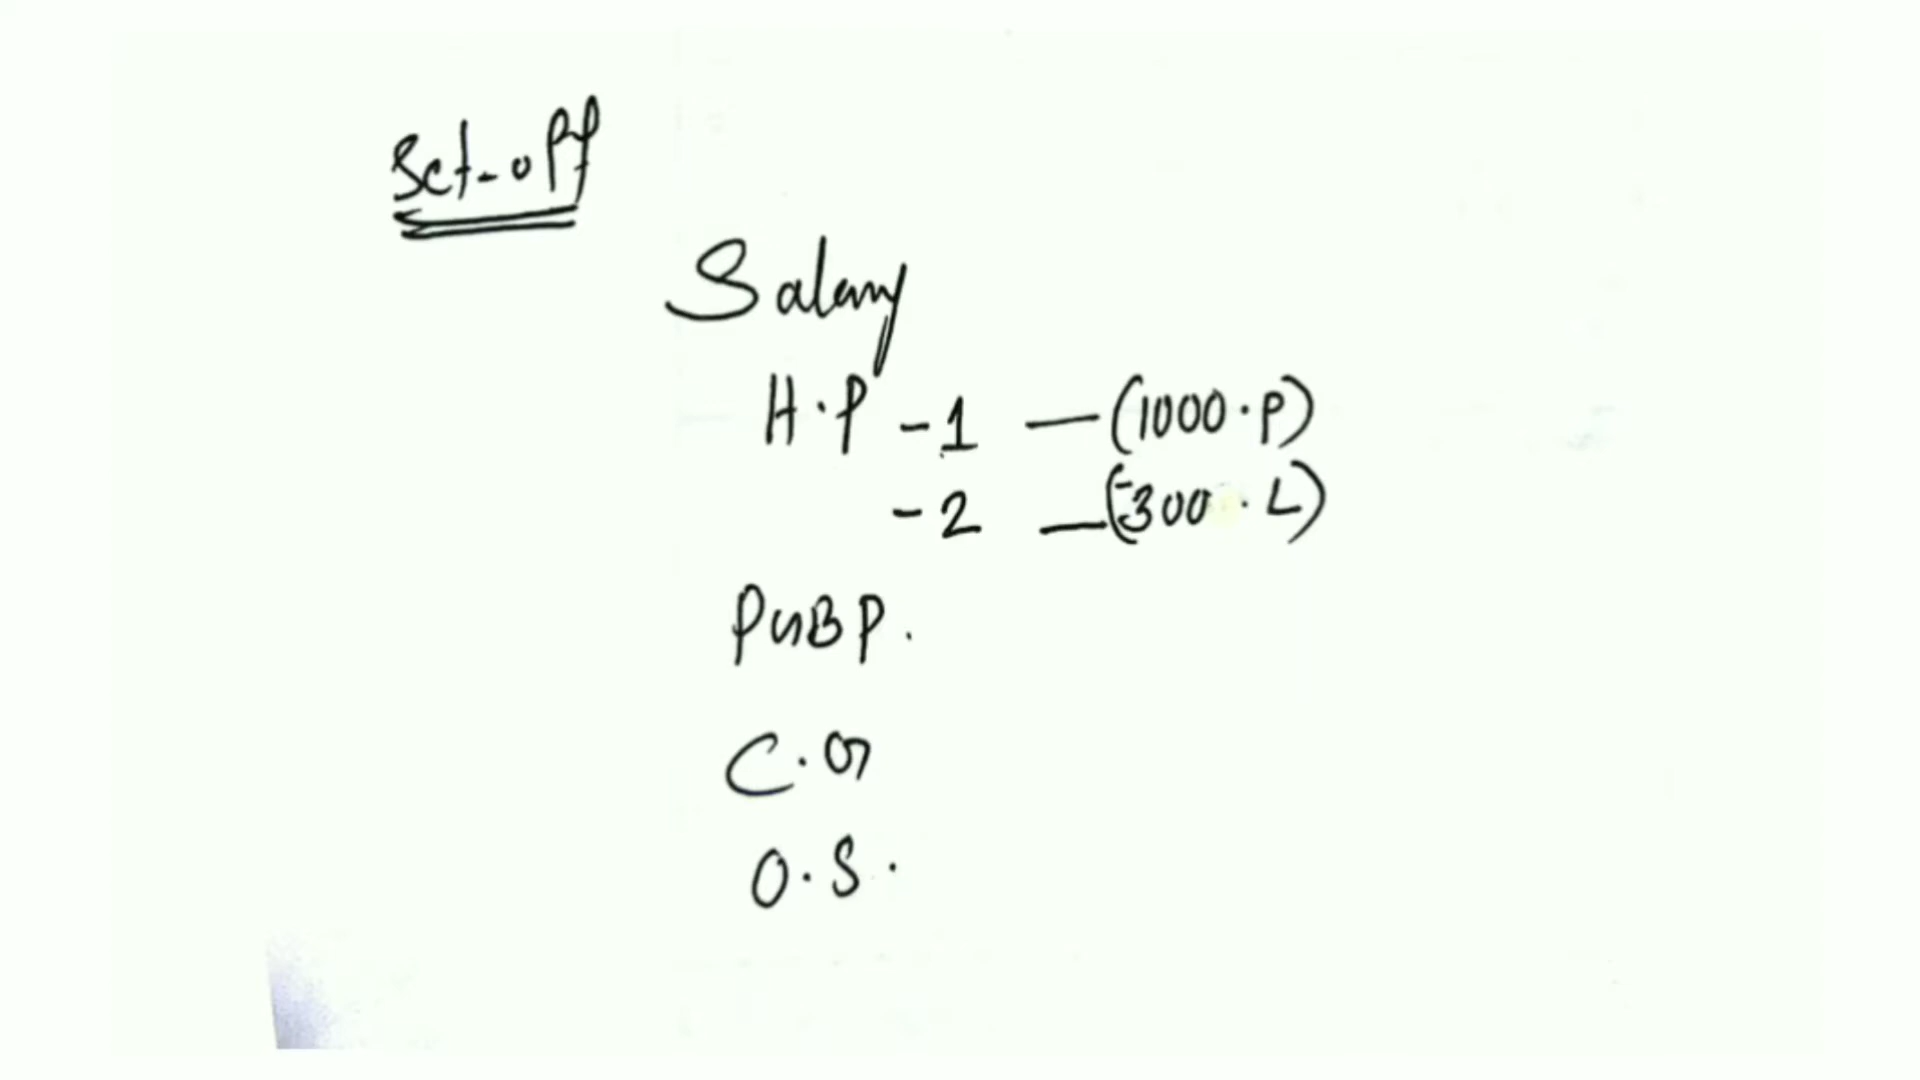 Set-off
Salary
H.P -1 — (1000.P)
-2 — (-300.L)
PGBP.
C.G
O.S.